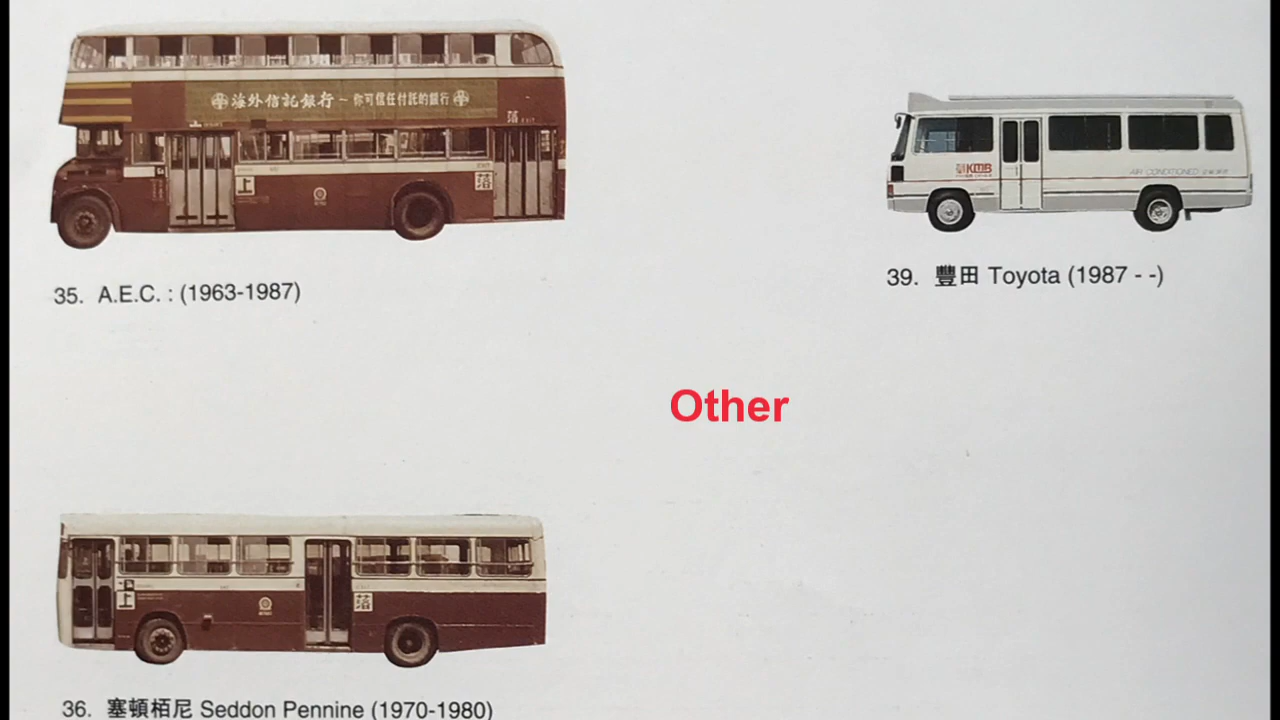 海外信託銀行 – 你可信任付託的銀行
落 EXIT
上
落
35. A.E.C. : (1963-1987)
KMB
AIR CONDITIONED
39. 豐田 Toyota (1987 - -)
Other
上
落
36. 塞頓栢尼 Seddon Pennine (1970-1980)